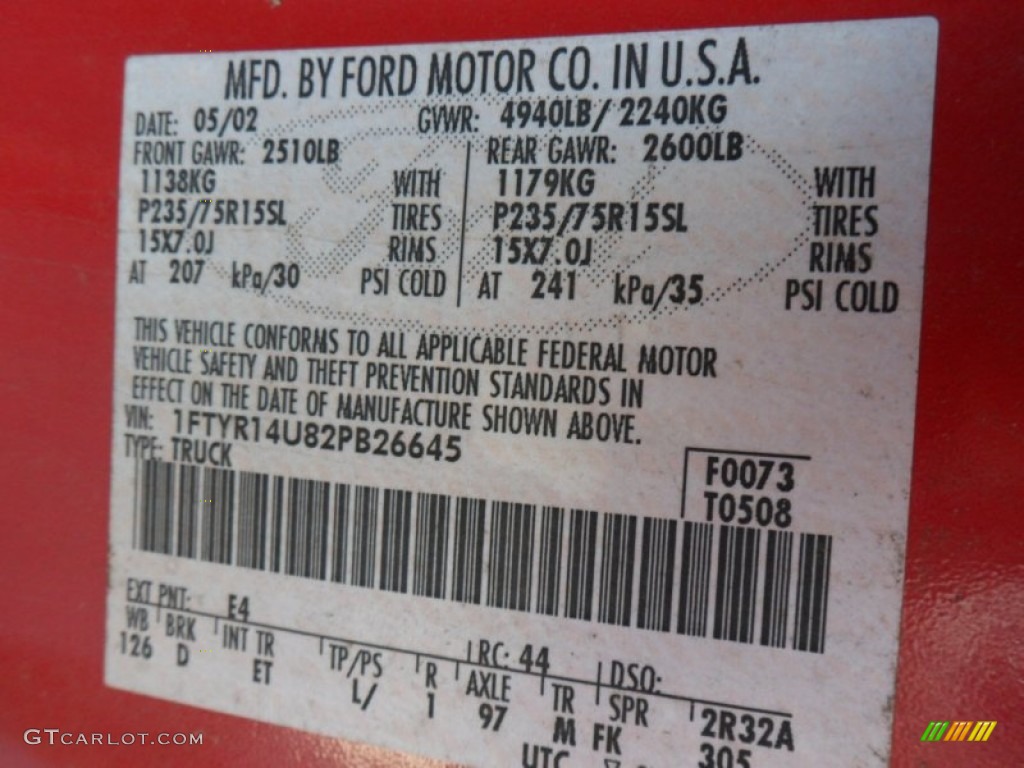 MFD. BY FORD MOTOR CO. IN U.S.A.
DATE: 05/02 GVWR: 4940LB/ 2240KG
FRONT GAWR: 2510LB REAR GAWR: 2600LB
1138KG WITH 1179KG WITH
P235/75R15SL TIRES P235/75R15SL TIRES
15X7.0J RIMS 15X7.0J RIMS
AT 207 kPa/30 PSI COLD AT 241 kPa/35 PSI COLD
THIS VEHICLE CONFORMS TO ALL APPLICABLE FEDERAL MOTOR
VEHICLE SAFETY AND THEFT PREVENTION STANDARDS IN
EFFECT ON THE DATE OF MANUFACTURE SHOWN ABOVE.
VIN: 1FTYR14U82PB26645
TYPE: TRUCK
F0073
T0508
EXT PNT: E4 RC: 44 DSO:
WB BRK INT TR TP/PS R AXLE TR SPR 2R32A
126 D ET L/ 1 97 M FK 305
UTC
GTCARLOT.COM